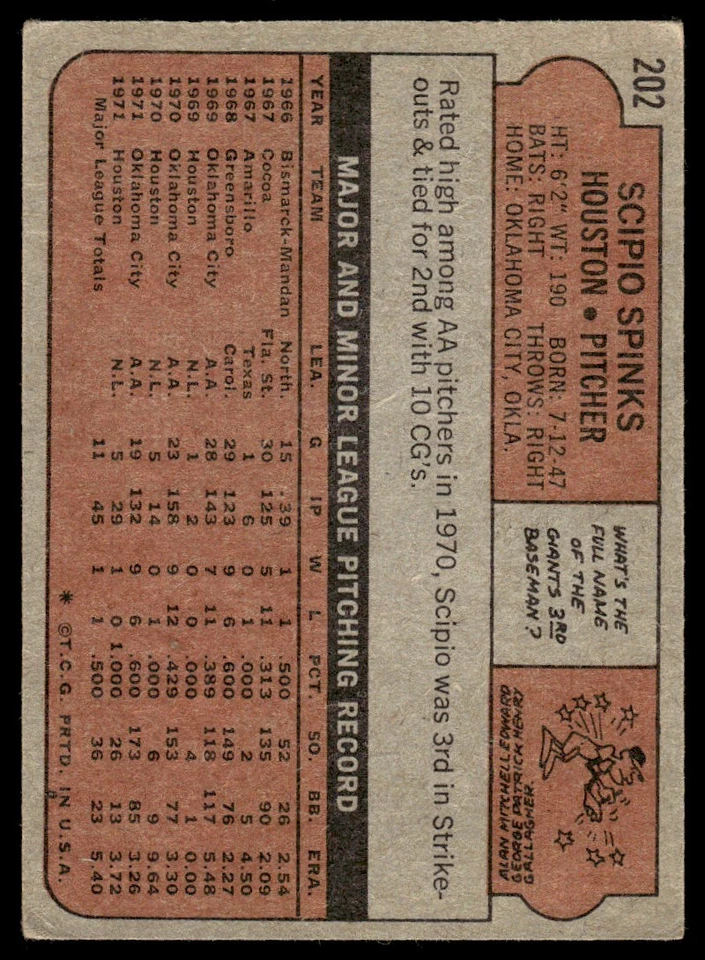 202
SCIPIO SPINKS
HOUSTON • PITCHER
HT: 6'2" WT: 190 BORN: 7-12-47
BATS: RIGHT THROWS: RIGHT
HOME: OKLAHOMA CITY, OKLA.
WHAT'S THE
FULL NAME
OF THE
GIANTS 3RD
BASEMAN?
ALAN MITCHELL EDWARD
GEORGE PATRICK HENRY
GALLAGHER
Rated high among AA pitchers in 1970, Scipio was 3rd in Strike-
outs & tied for 2nd with 10 CG's.
MAJOR AND MINOR LEAGUE PITCHING RECORD
YEAR TEAM LEA. G IP W L PCT. SO. BB. ERA.
1966 Bismarck-Mandan North. 15 39 1 1 .500 52 26 2.54
1967 Cocoa Fla. St. 30 125 5 11 .313 135 90 2.09
1967 Amarillo Texas 1 6 0 1 .000 2 5 4.50
1968 Greensboro Carol. 29 123 9 6 .600 149 76 2.27
1969 Oklahoma City A.A. 28 143 7 11 .389 118 117 5.48
1969 Houston N.L. 1 2 0 0 .000 4 1 0.00
1970 Oklahoma City A.A. 23 158 9 12 .429 153 77 3.30
1970 Houston N.L. 5 14 0 1 .000 6 9 9.64
1971 Oklahoma City A.A. 19 132 9 6 .600 173 85 3.26
1971 Houston N.L. 5 29 1 0 1.000 26 13 3.72
Major League Totals 11 45 1 1 .500 36 23 5.40
* ©T.C.G. PRTD. IN U.S.A.